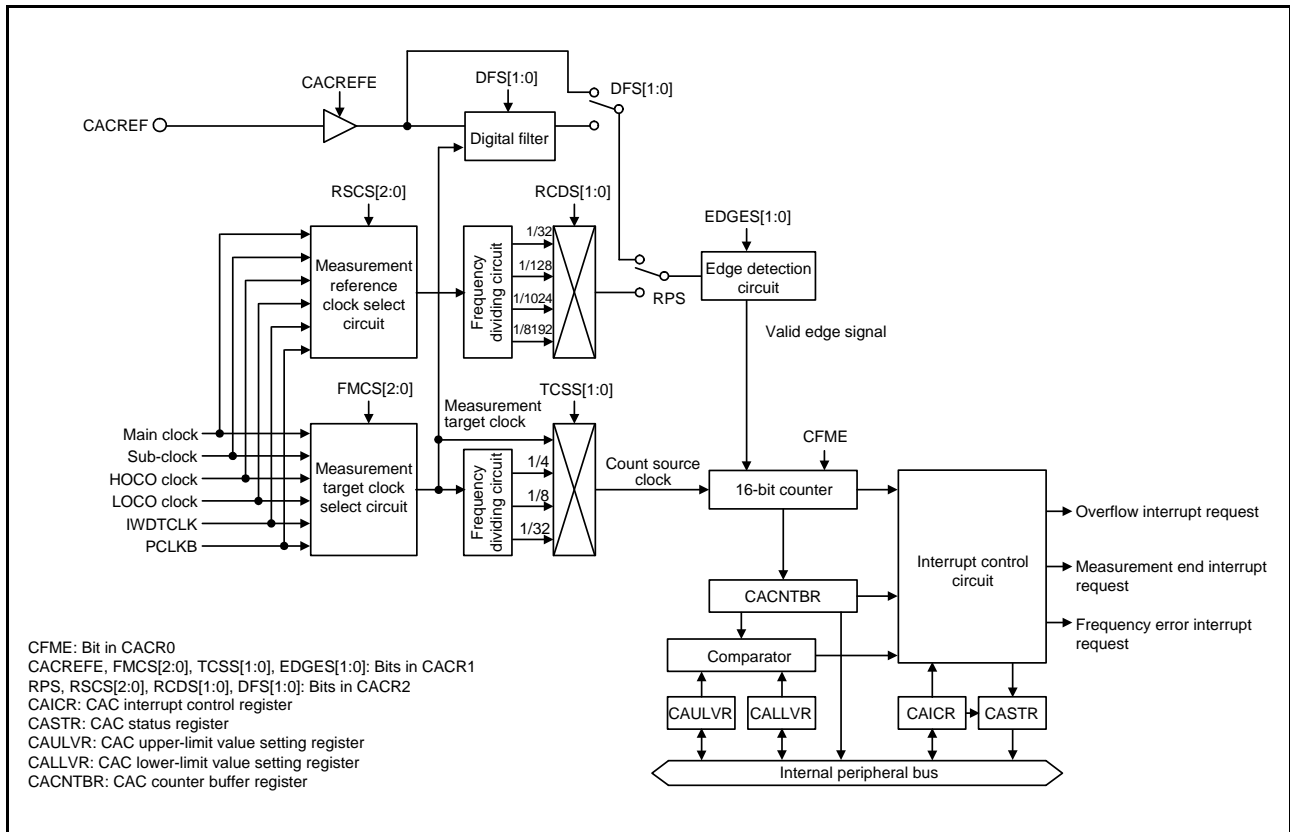 CACREFE
DFS[1:0]
DFS[1:0]
CACREF
Digital filter
RSCS[2:0]
RCDS[1:0]
EDGES[1:0]
Measurement
reference
clock select
circuit
Frequency
dividing circuit
1/32
1/128
1/1024
1/8192
RPS
Edge detection
circuit
Valid edge signal
FMCS[2:0]
Measurement
target clock
TCSS[1:0]
CFME
Main clock
Sub-clock
HOCO clock
LOCO clock
IWDTCLK
PCLKB
Measurement
target clock
select circuit
Frequency
dividing circuit
1/4
1/8
1/32
Count source
clock
16-bit counter
Interrupt control
circuit
Overflow interrupt request
Measurement end interrupt
request
Frequency error interrupt
request
CACNTBR
Comparator
CAULVR
CALLVR
CAICR
CASTR
Internal peripheral bus
CFME: Bit in CACR0
CACREFE, FMCS[2:0], TCSS[1:0], EDGES[1:0]: Bits in CACR1
RPS, RSCS[2:0], RCDS[1:0], DFS[1:0]: Bits in CACR2
CAICR: CAC interrupt control register
CASTR: CAC status register
CAULVR: CAC upper-limit value setting register
CALLVR: CAC lower-limit value setting register
CACNTBR: CAC counter buffer register